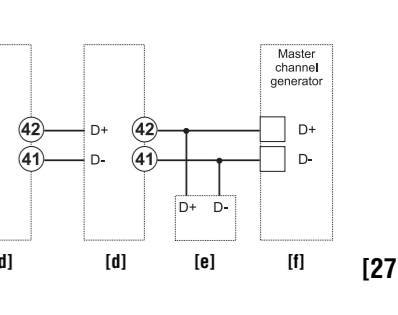 Master
channel
generator
42 D+ 42 D+
41 D- 41 D-
D+ D-
d] [d] [e] [f]
[27